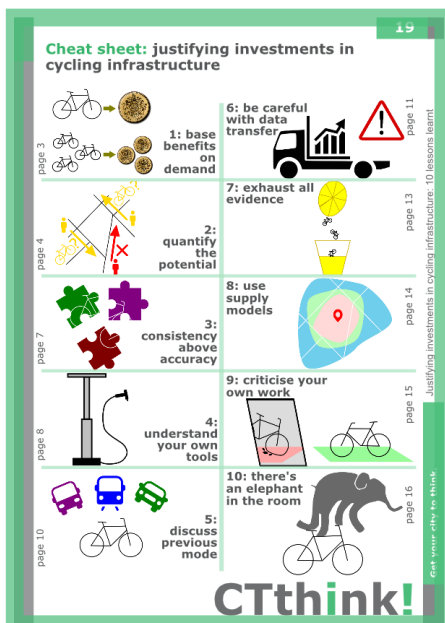 19
Cheat sheet: justifying investments in
cycling infrastructure
page 3
1: base
benefits
on
demand
page 4
2:
quantify
the
potential
page 7
3:
consistency
above
accuracy
page 8
4:
understand
your own
tools
page 10
5:
discuss
previous
mode
6: be careful
with data
transfer
page 11
7: exhaust all
evidence
page 13
8: use
supply
models
page 14
9: criticise your
own work
page 15
10: there's
an elephant
in the room
page 16
Justifying investments in cycling infrastructure: 10 lessons learnt
Get your city to think
CTthink!